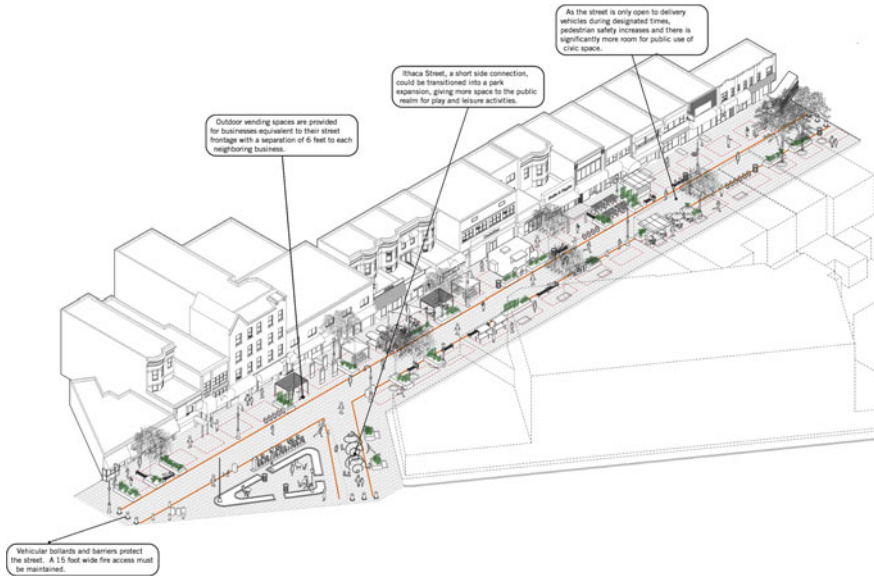 As the street is only open to delivery
vehicles during designated times,
pedestrian safety increases and there is
significantly more room for public use of
civic space.
Ithaca Street, a short side connection,
could be transitioned into a park
expansion, giving more space to the public
realm for play and leisure activities.
Outdoor vending spaces are provided
for businesses equivalent to their street
frontage with a separation of 6 feet to each
neighboring business.
Vehicular bollards and barriers protect
the street. A 15 foot wide fire access must
be maintained.